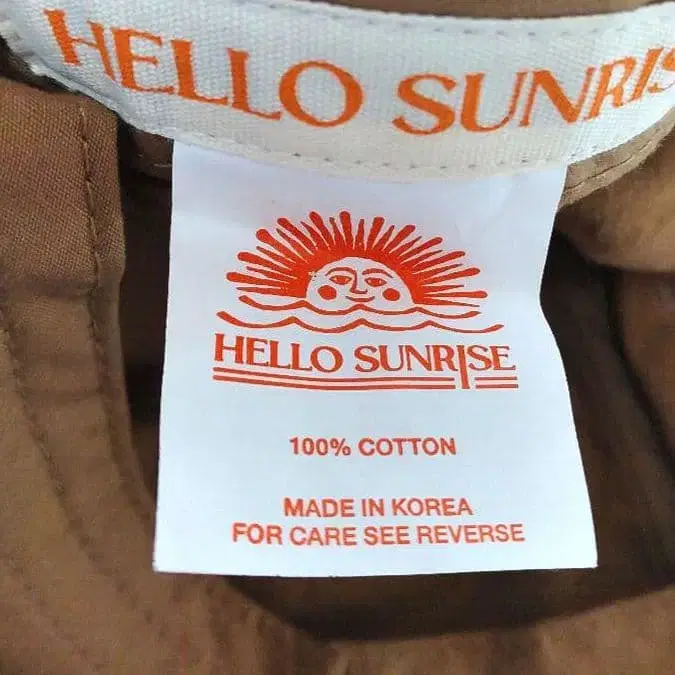 HELLO SUNRIS
HELLO SUNRISE
100% COTTON
MADE IN KOREA
FOR CARE SEE REVERSE